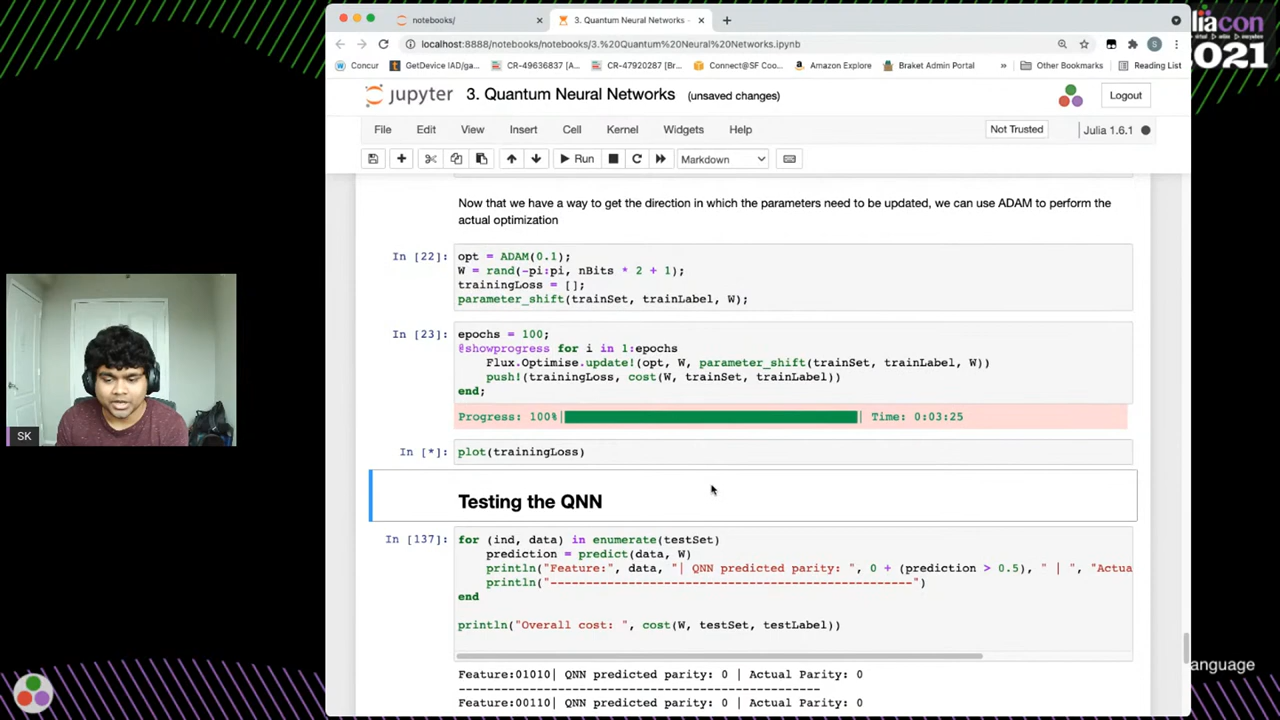 notebooks/
3. Quantum Neural Networks -
localhost:8888/notebooks/notebooks/3.%20Quantum%20Neural%20Networks.ipynb
S
Concur
GetDevice IAD/ga...
CR-49636837 [A...
CR-47920287 [Br...
Connect@SF Coo...
Amazon Explore
Braket Admin Portal
»
Other Bookmarks
Reading List
liacon
2021
jupyter 3. Quantum Neural Networks (unsaved changes)
Logout
File Edit View Insert Cell Kernel Widgets Help
Not Trusted
Julia 1.6.1
Run
Markdown
Now that we have a way to get the direction in which the parameters need to be updated, we can use ADAM to perform the
actual optimization
In [22]: opt = ADAM(0.1);
W = rand(-pi:pi, nBits * 2 + 1);
trainingLoss = [];
parameter_shift(trainSet, trainLabel, W);
In [23]: epochs = 100;
@showprogress for i in 1:epochs
Flux.Optimise.update!(opt, W, parameter_shift(trainSet, trainLabel, W))
push!(trainingLoss, cost(W, trainSet, trainLabel))
end;
Progress: 100%| | Time: 0:03:25
In [*]: plot(trainingLoss)
Testing the QNN
In [137]: for (ind, data) in enumerate(testSet)
prediction = predict(data, W)
println("Feature:", data, "| QNN predicted parity: ", 0 + (prediction > 0.5), " | ", "Actua
println("----------------------------------------------------")
end
println("Overall cost: ", cost(W, testSet, testLabel))
Feature:01010| QNN predicted parity: 0 | Actual Parity: 0
----------------------------------------------------
Feature:00110| QNN predicted parity: 0 | Actual Parity: 0
SK
anguage